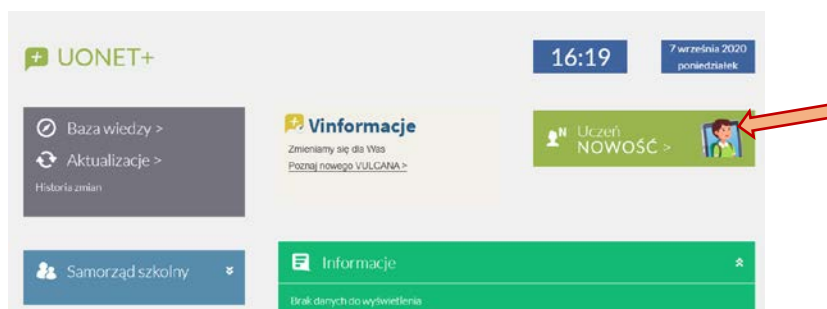 UONET+
16:19
7 września 2020
poniedziałek
Baza wiedzy >
Aktualizacje >
Historia zmian
Vinformacje
Zmieniamy się dla Was
Poznaj nowego VULCANA >
N Uczeń
NOWOŚĆ >
Samorząd szkolny
Informacje
Brak danych do wyświetlenia